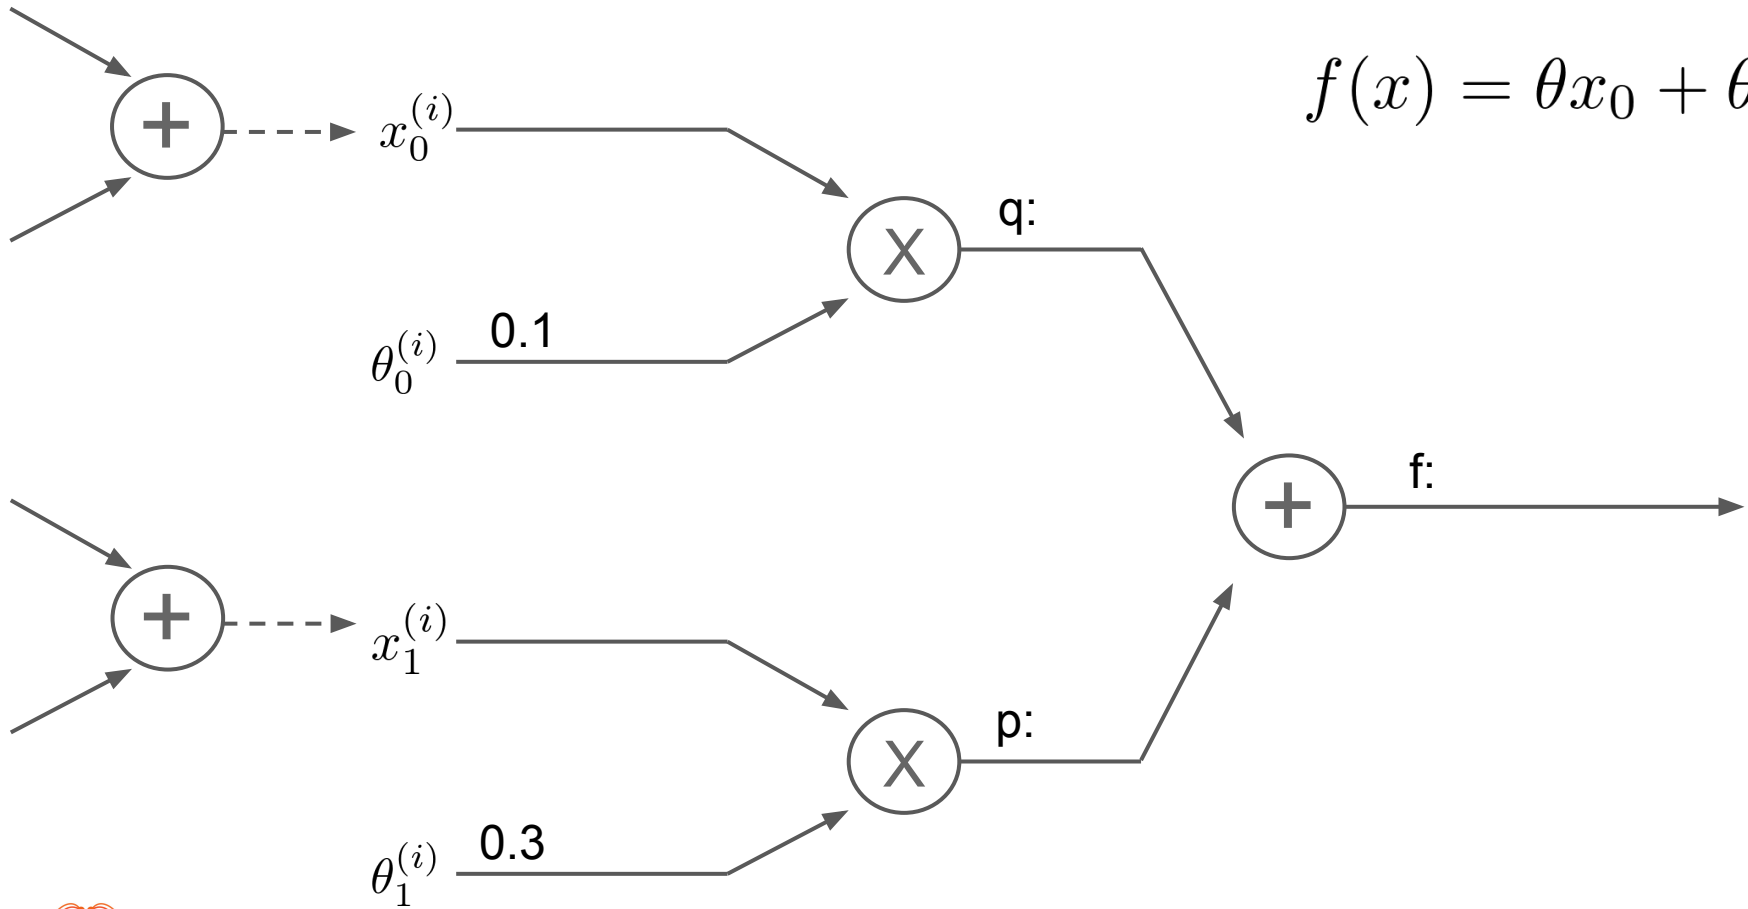 f(x) = θx₀ + θ
+
x₀⁽ⁱ⁾
q:
X
θ₀⁽ⁱ⁾ 0.1
f:
+
+
x₁⁽ⁱ⁾
p:
X
θ₁⁽ⁱ⁾ 0.3